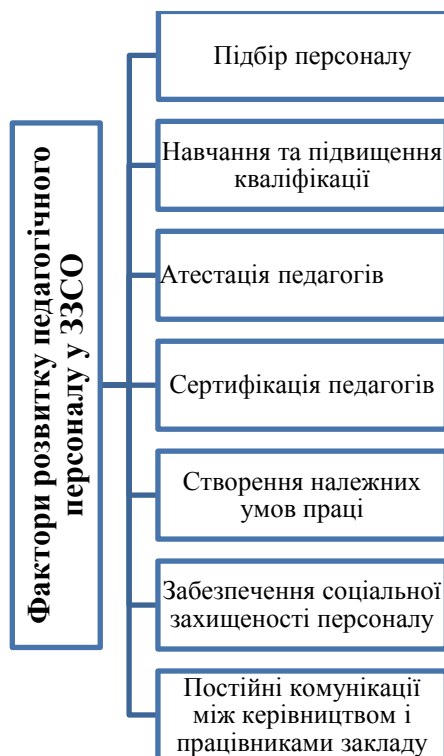 Фактори розвитку педагогічного
персоналу у ЗЗСО
Підбір персоналу
Навчання та підвищення
кваліфікації
Атестація педагогів
Сертифікація педагогів
Створення належних
умов праці
Забезпечення соціальної
захищеності персоналу
Постійні комунікації
між керівництвом і
працівниками закладу